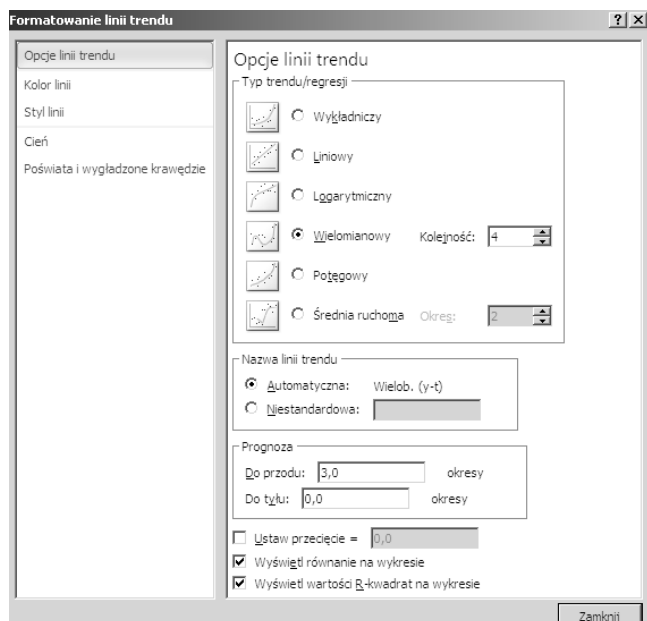 Formatowanie linii trendu
Opcje linii trendu
Kolor linii
Styl linii
Cień
Poświata i wygładzone krawędzie
Opcje linii trendu
Typ trendu/regresji
Wykładniczy
Liniowy
Logarytmiczny
Wielomianowy Kolejność: 4
Potęgowy
Średnia ruchoma Okres: 2
Nazwa linii trendu
Automatyczna: Wielob. (y-t)
Niestandardowa:
Prognoza
Do przodu: 3,0 okresy
Do tyłu: 0,0 okresy
Ustaw przecięcie = 0,0
Wyświetl równanie na wykresie
Wyświetl wartości R-kwadrat na wykresie
Zamknij